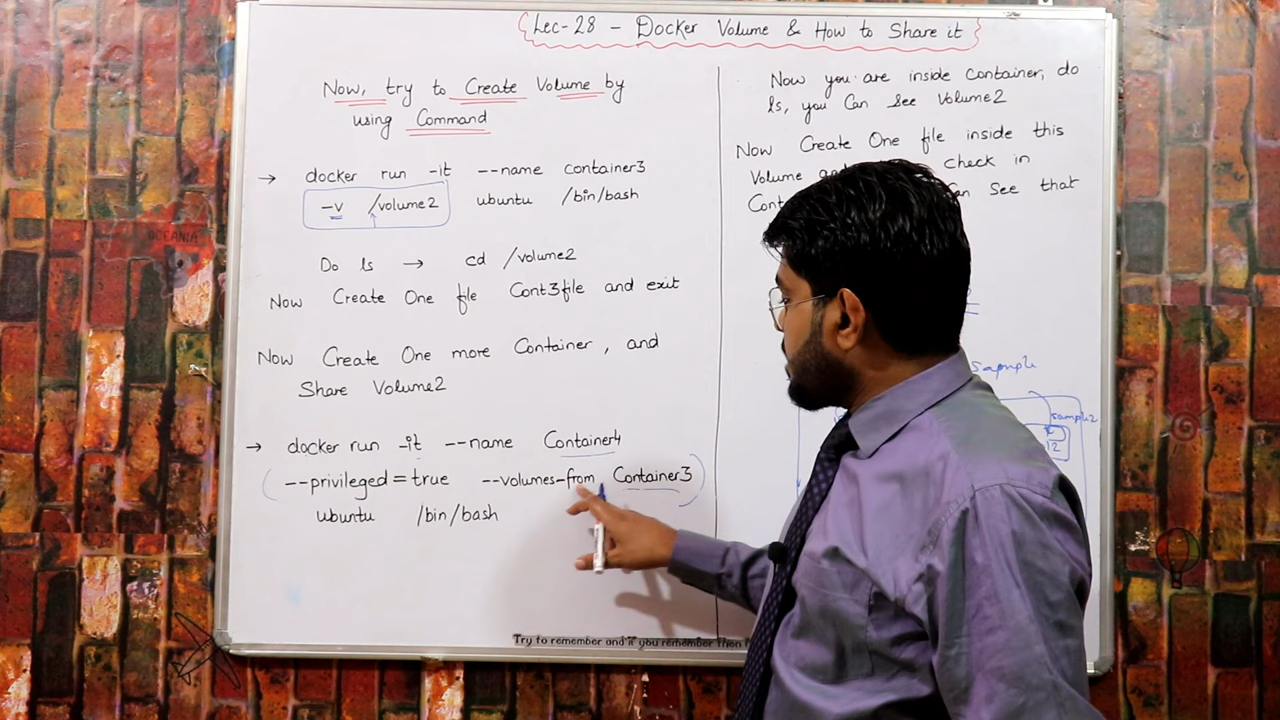 Lec-28 - Docker Volume & How to Share it
Now, try to Create Volume by
using Command
→ docker run -it --name container3
-v /volume2 ubuntu /bin/bash
Do ls → cd /volume2
Now Create One file Cont3file and exit
Now Create One more Container, and
Share Volume2
→ docker run -it --name Container4
(--privileged=true --volumes-from Container3)
ubuntu /bin/bash
Now you are inside Container, do
ls, you Can see Volume2
Now Create One file inside this
Volume check in
See that
sample2
Try to remember and if you remember Then
OCEANIA